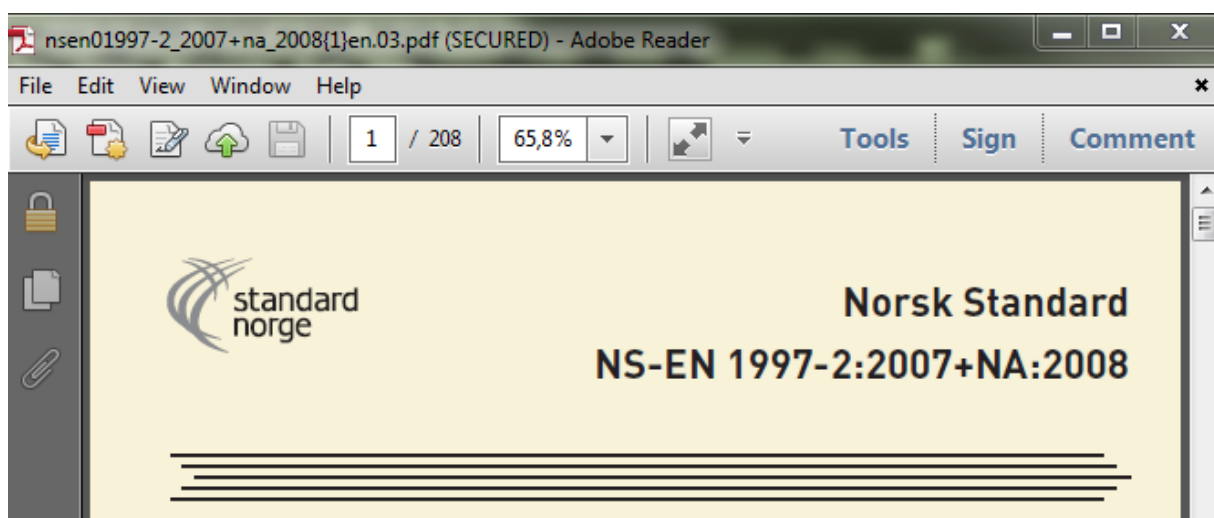 nsen01997-2_2007+na_2008{1}en.03.pdf (SECURED) - Adobe Reader
File Edit View Window Help
1 / 208 65,8% Tools Sign Comment
standard
norge
Norsk Standard
NS-EN 1997-2:2007+NA:2008